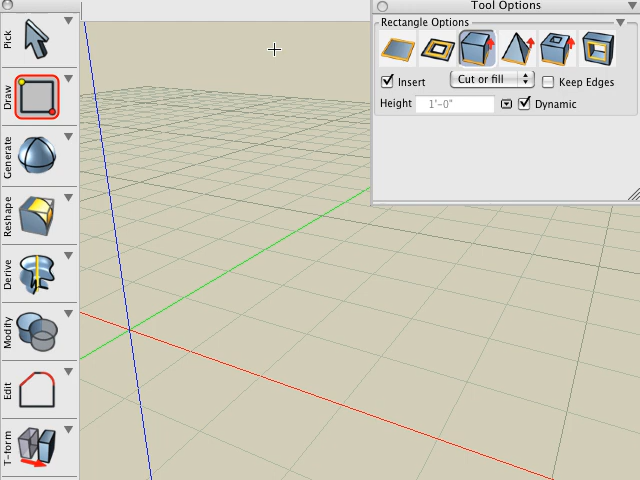 Tool Options
Rectangle Options
Insert
Cut or fill
Keep Edges
Height
1'-0"
Dynamic
Pick
Draw
Generate
Reshape
Derive
Modify
Edit
T-form